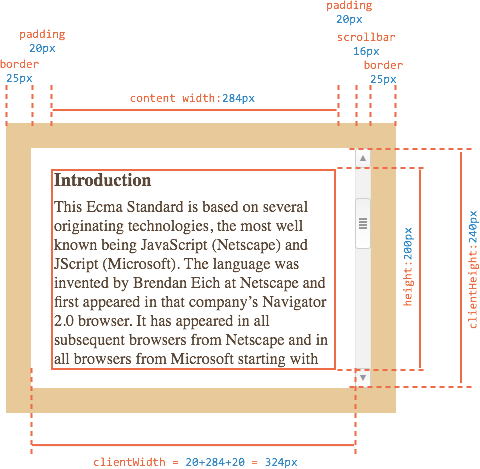 padding
20px
scrollbar
16px
border
25px
padding
20px
border
25px
content width:284px
Introduction
This Ecma Standard is based on several
originating technologies, the most well
known being JavaScript (Netscape) and
JScript (Microsoft). The language was
invented by Brendan Eich at Netscape and
first appeared in that company’s Navigator
2.0 browser. It has appeared in all
subsequent browsers from Netscape and in
all browsers from Microsoft starting with
height:200px
clientHeight:240px
clientWidth = 20+284+20 = 324px